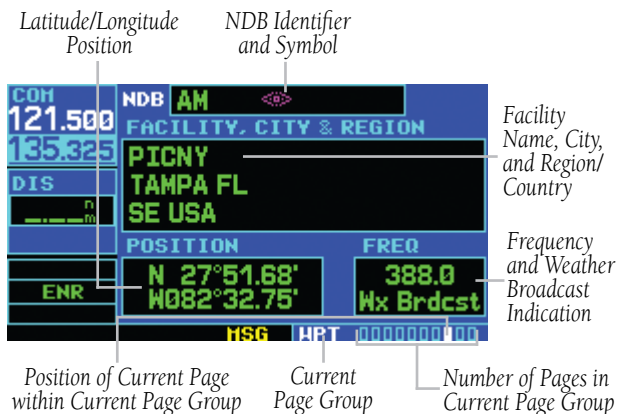 Latitude/Longitude
Position
NDB Identifier
and Symbol
COM
121.500
135.325
NDB AM
FACILITY, CITY & REGION
PICNY
TAMPA FL
SE USA
Facility
Name, City,
and Region/
Country
DIS
__.__nm
POSITION
FREQ
N 27°51.68'
W082°32.75'
388.0
Wx Brdcst
Frequency
and Weather
Broadcast
Indication
ENR
MSG
WPT
Position of Current Page
within Current Page Group
Current
Page Group
Number of Pages in
Current Page Group